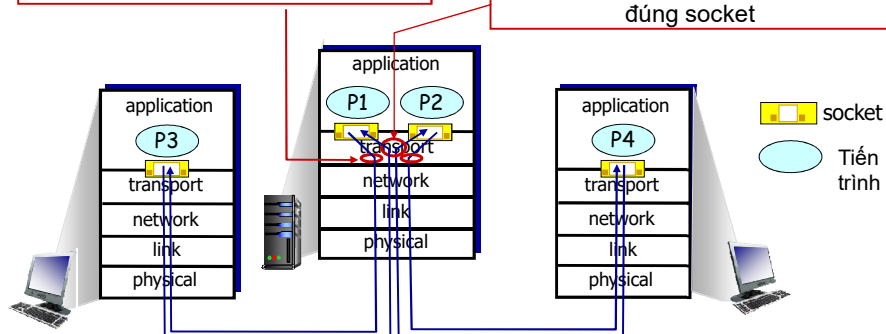 đúng socket
application
P1 P2
transport
network
link
physical
application
P3
transport
network
link
physical
application
P4
transport
network
link
physical
socket
Tiến
trình